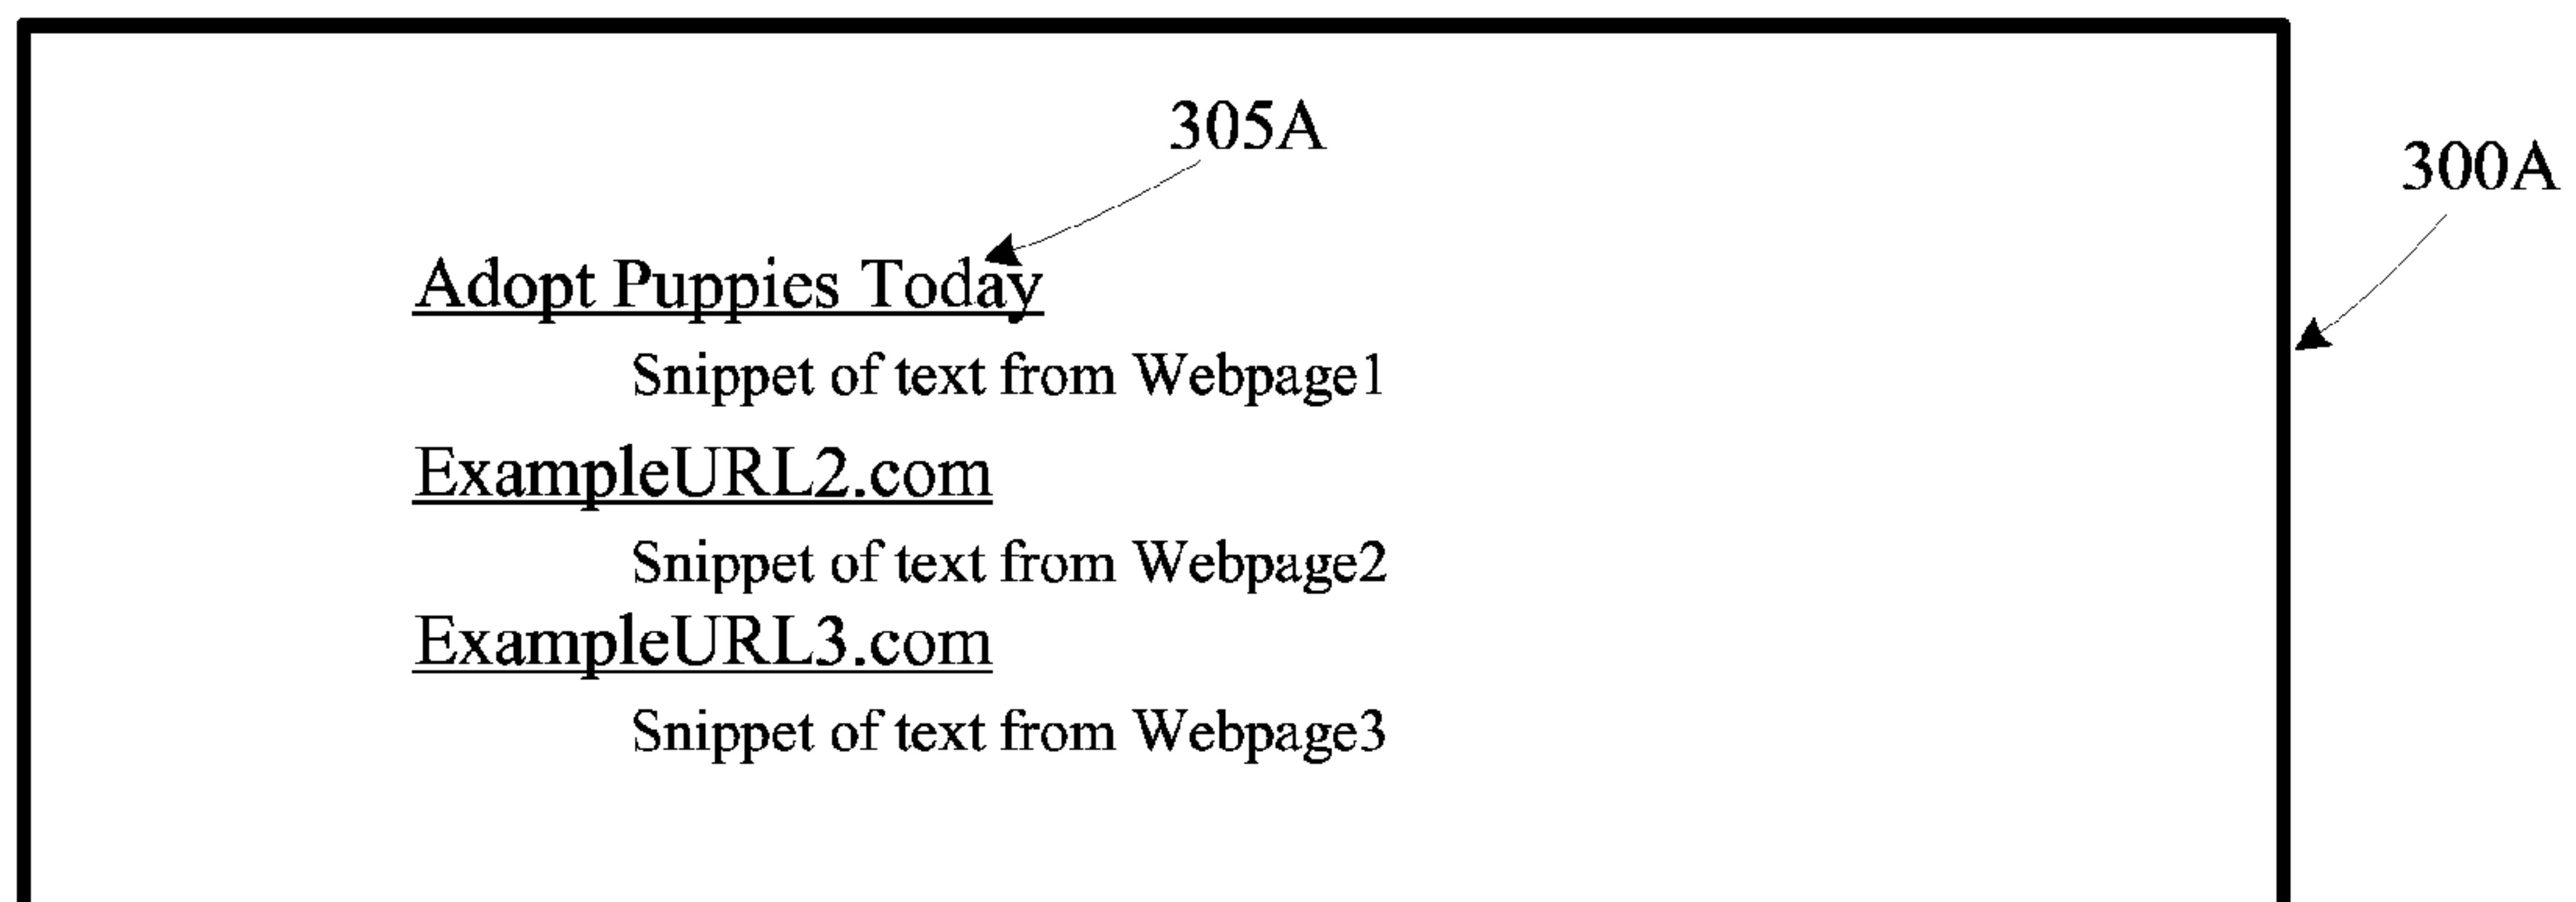 305A
300A
Adopt Puppies Today
Snippet of text from Webpage1
ExampleURL2.com
Snippet of text from Webpage2
ExampleURL3.com
Snippet of text from Webpage3